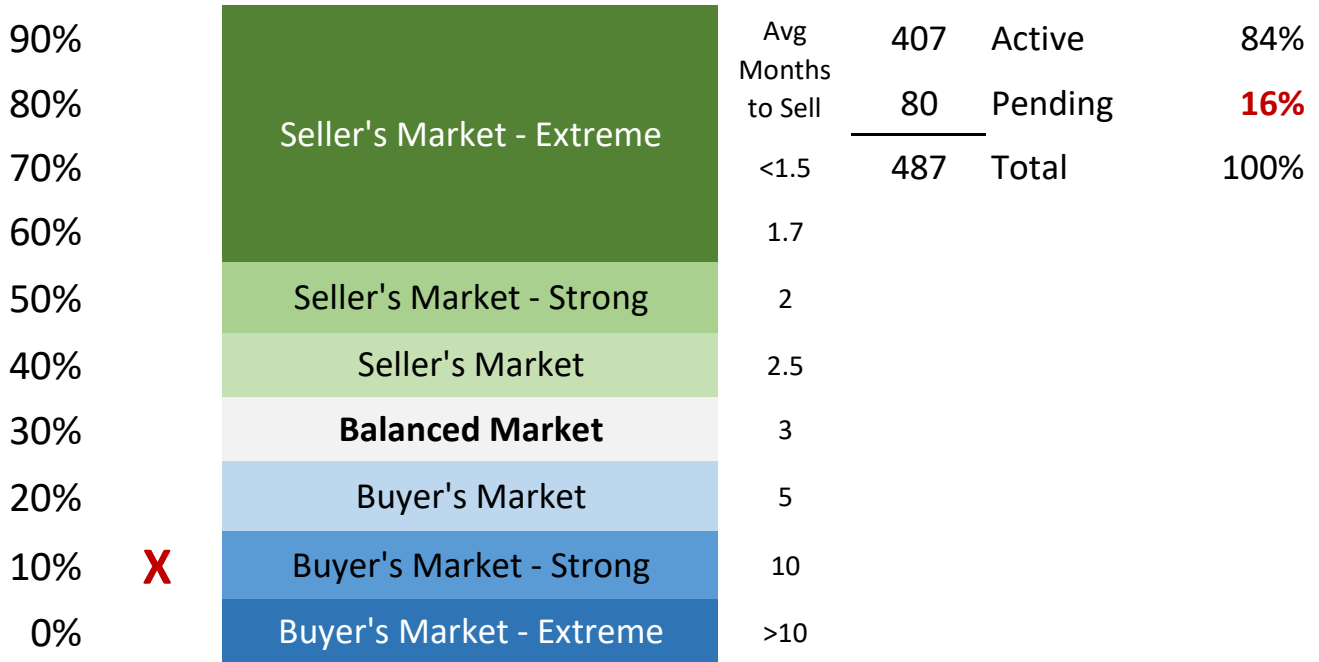 90% Avg 407 Active 84%
Months
80% to Sell 80 Pending 16%
Seller's Market - Extreme
70% <1.5 487 Total 100%
60% 1.7
50% Seller's Market - Strong 2
40% Seller's Market 2.5
30% Balanced Market 3
20% Buyer's Market 5
10% X Buyer's Market - Strong 10
0% Buyer's Market - Extreme >10